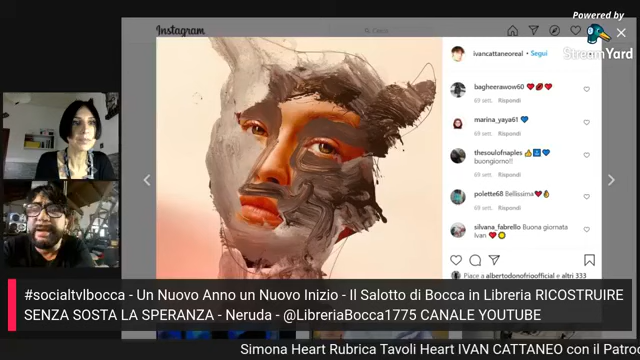 Powered by
StreamYard
Instagram
Cerca
ivancattaneoreal • Segui
bagheerawow60
69 sett. Rispondi
marina_yaya61
69 sett. Rispondi
thesoulofnaples
buongiorno!!
69 sett. Rispondi
polette68 Bellissima
69 sett. Rispondi
silvana_fabrello Buona giornata
Ivan
69 sett. Rispondi
Piace a albertodonofrioofficial e altri 333
#socialtvlbocca - Un Nuovo Anno un Nuovo Inizio - Il Salotto di Bocca in Libreria RICOSTRUIRE
SENZA SOSTA LA SPERANZA - Neruda - @LibreriaBocca1775 CANALE YOUTUBE
Simona Heart Rubrica Tavoli Heart IVAN CATTANEO con il Patroc